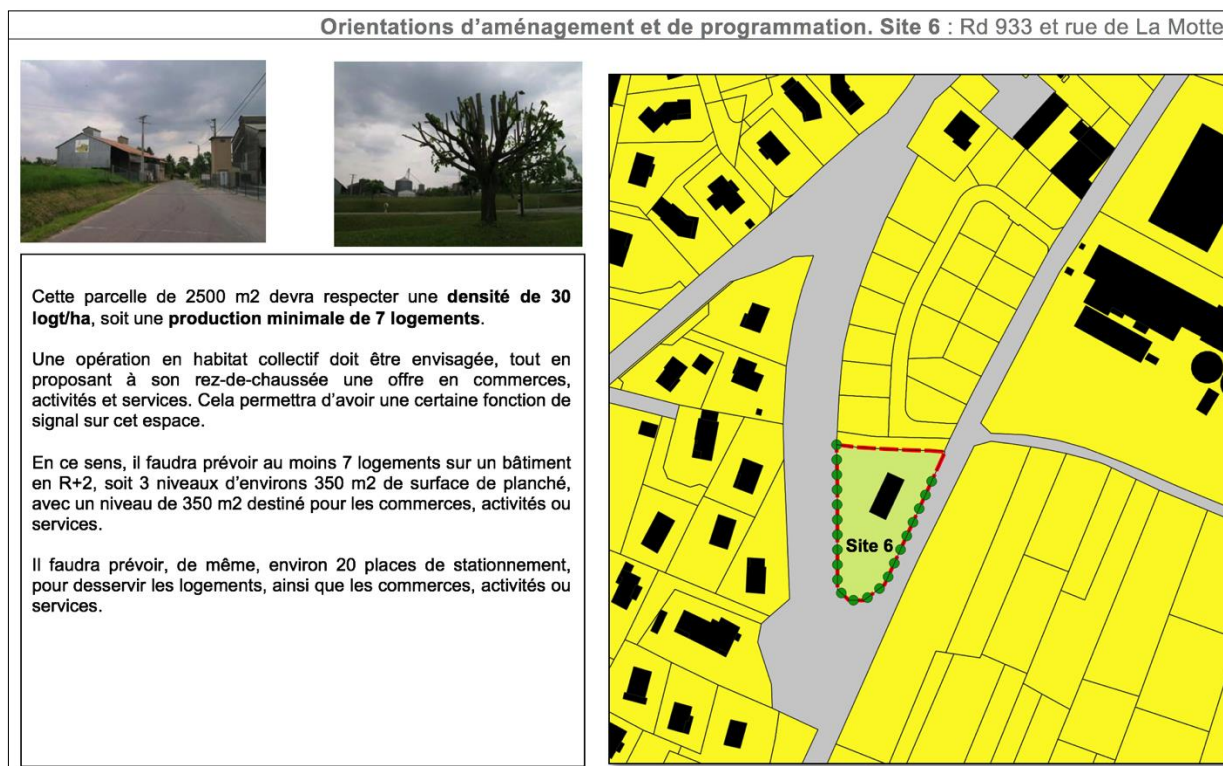 Orientations d’aménagement et de programmation. Site 6 : Rd 933 et rue de La Motte
Cette parcelle de 2500 m2 devra respecter une densité de 30
logt/ha, soit une production minimale de 7 logements.
Une opération en habitat collectif doit être envisagée, tout en
proposant à son rez-de-chaussée une offre en commerces,
activités et services. Cela permettra d’avoir une certaine fonction de
signal sur cet espace.
En ce sens, il faudra prévoir au moins 7 logements sur un bâtiment
en R+2, soit 3 niveaux d’environs 350 m2 de surface de planché,
avec un niveau de 350 m2 destiné pour les commerces, activités ou
services.
Il faudra prévoir, de même, environ 20 places de stationnement,
pour desservir les logements, ainsi que les commerces, activités ou
services.
Site 6